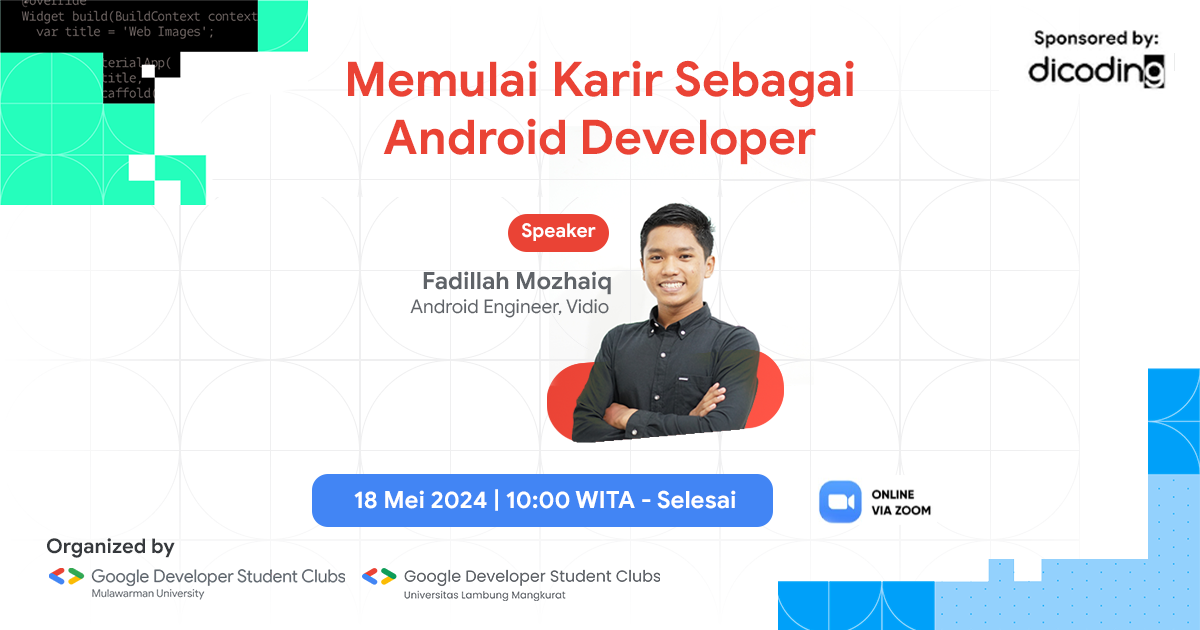 @override
Widget build(BuildContext context
var title = 'Web Images';
terialApp(
title,
caffold(
Sponsored by:
dicoding
Memulai Karir Sebagai
Android Developer
Speaker
Fadillah Mozhaiq
Android Engineer, Vidio
18 Mei 2024 | 10:00 WITA - Selesai
ONLINE
VIA ZOOM
Organized by
Google Developer Student Clubs
Mulawarman University
Google Developer Student Clubs
Universitas Lambung Mangkurat